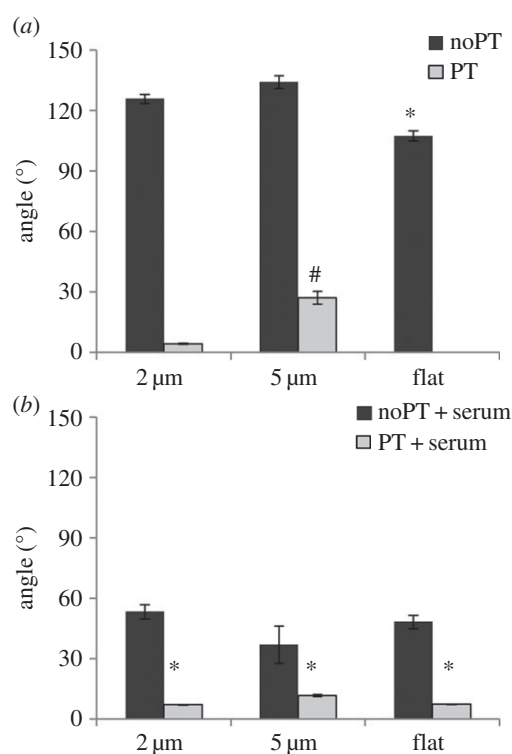 (a)
150
120
90
60
30
0
angle (°)
noPT
PT
*
#
2 µm
5 µm
flat
(b)
150
120
90
60
30
0
angle (°)
noPT + serum
PT + serum
*
*
*
2 µm
5 µm
flat